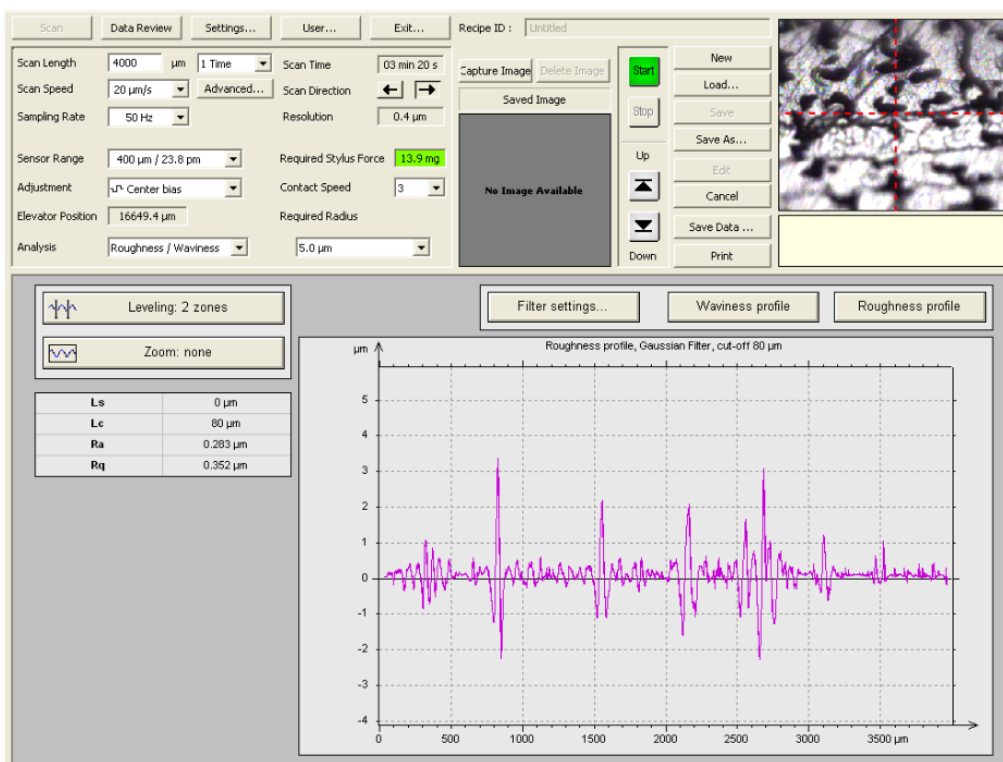 Scan Data Review Settings... User... Exit... Recipe ID : Untitled
Scan Length 4000 µm 1 Time Scan Time 03 min 20 s
Scan Speed 20 µm/s Advanced... Scan Direction
Sampling Rate 50 Hz Resolution 0.4 µm
Sensor Range 400 µm / 23.8 pm Required Stylus Force 13.9 mg
Adjustment Center bias Contact Speed 3
Elevator Position 16649.4 µm Required Radius
Analysis Roughness / Waviness 5.0 µm
Capture Image Delete Image
Saved Image
No Image Available
Start
Stop
Up
Down
New
Load...
Save
Save As...
Edit
Cancel
Save Data ...
Print
Leveling: 2 zones
Zoom: none
Filter settings... Waviness profile Roughness profile
Ls 0 µm
Lc 80 µm
Ra 0.283 µm
Rq 0.352 µm
Roughness profile, Gaussian Filter, cut-off 80 µm
µm
5
4
3
2
1
0
-1
-2
-3
-4
0 500 1000 1500 2000 2500 3000 3500 µm